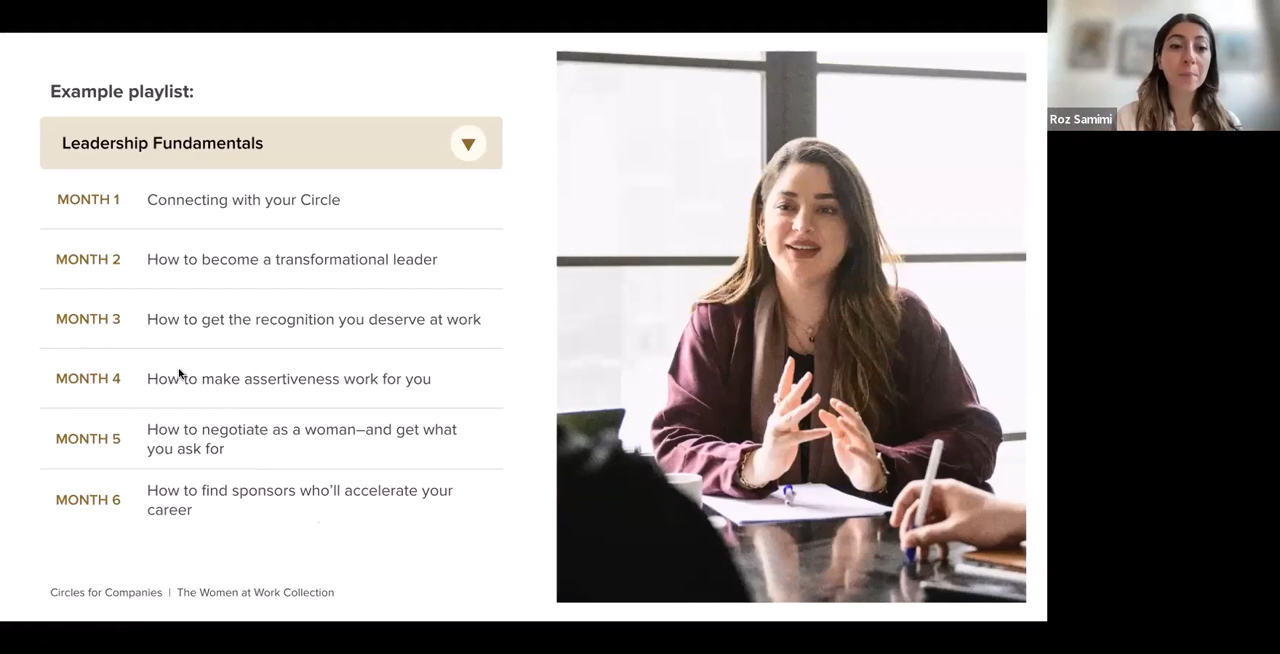 Example playlist:
Leadership Fundamentals
MONTH 1 Connecting with your Circle
MONTH 2 How to become a transformational leader
MONTH 3 How to get the recognition you deserve at work
MONTH 4 How to make assertiveness work for you
MONTH 5 How to negotiate as a woman–and get what
you ask for
MONTH 6 How to find sponsors who’ll accelerate your
career
Circles for Companies | The Women at Work Collection
Roz Samimi